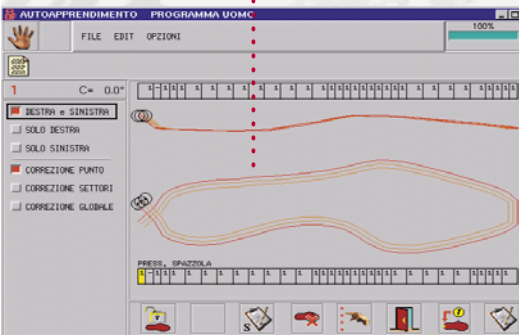 AUTOAPPRENDIMENTO PROGRAMMA UOMO
FILE EDIT OPZIONI
100%
1 C= 0.0°
DESTRA e SINISTRA
SOLO DESTRA
SOLO SINISTRA
CORREZIONE PUNTO
CORREZIONE SETTORI
CORREZIONE GLOBALE
PRESS. SPAZZOLA
S